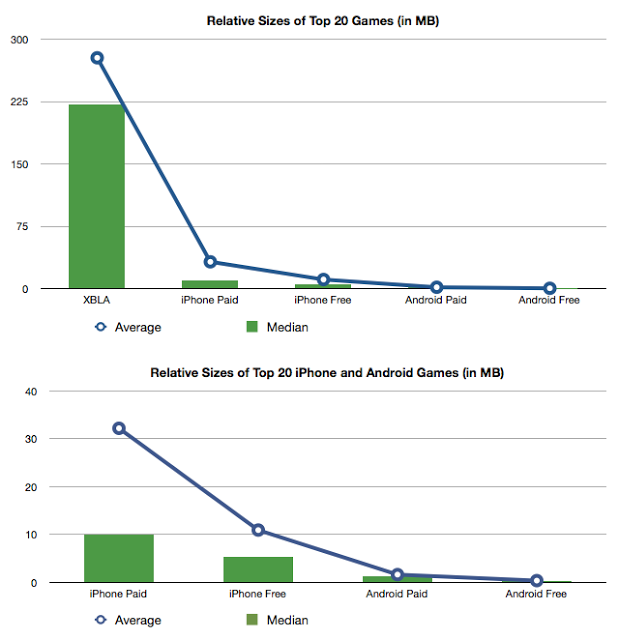 Relative Sizes of Top 20 Games (in MB)
300
225
150
75
0
XBLA iPhone Paid iPhone Free Android Paid Android Free
Average Median
Relative Sizes of Top 20 iPhone and Android Games (in MB)
40
30
20
10
0
iPhone Paid iPhone Free Android Paid Android Free
Average Median